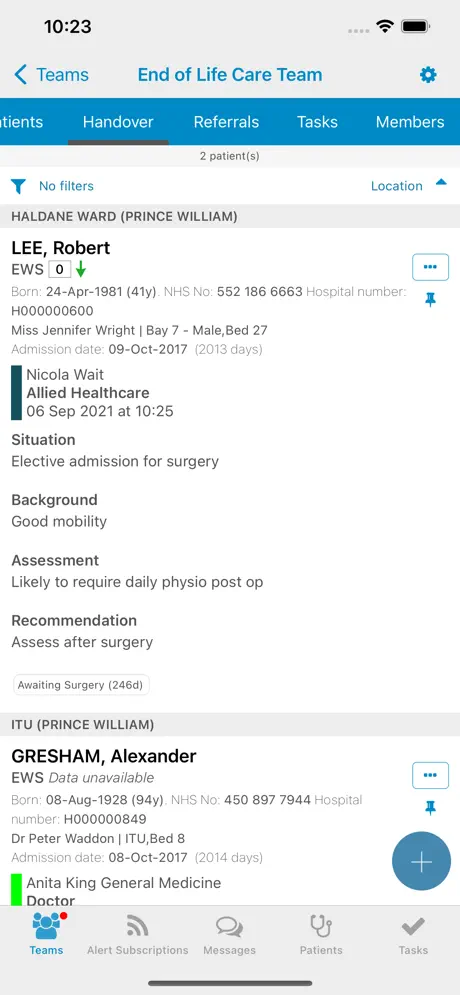 10:23
Teams
End of Life Care Team
tients
Handover
Referrals
Tasks
Members
2 patient(s)
No filters
Location
HALDANE WARD (PRINCE WILLIAM)
LEE, Robert
EWS 0
Born: 24-Apr-1981 (41y). NHS No: 552 186 6663 Hospital number:
H000000600
Miss Jennifer Wright | Bay 7 - Male,Bed 27
Admission date: 09-Oct-2017 (2013 days)
Nicola Wait
Allied Healthcare
06 Sep 2021 at 10:25
Situation
Elective admission for surgery
Background
Good mobility
Assessment
Likely to require daily physio post op
Recommendation
Assess after surgery
Awaiting Surgery (246d)
ITU (PRINCE WILLIAM)
GRESHAM, Alexander
EWS Data unavailable
Born: 08-Aug-1928 (94y). NHS No: 450 897 7944 Hospital
number: H000000849
Dr Peter Waddon | ITU,Bed 8
Admission date: 08-Oct-2017 (2014 days)
Anita King General Medicine
Doctor
Teams
Alert Subscriptions
Messages
Patients
Tasks